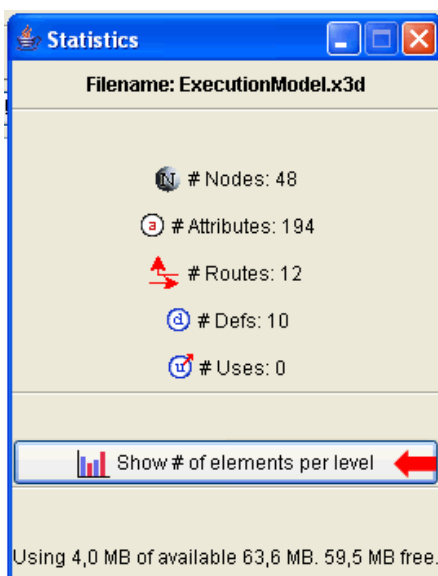 Statistics
Filename: ExecutionModel.x3d
N # Nodes: 48
a # Attributes: 194
# Routes: 12
d # Defs: 10
u # Uses: 0
Show # of elements per level
Using 4,0 MB of available 63,6 MB. 59,5 MB free.